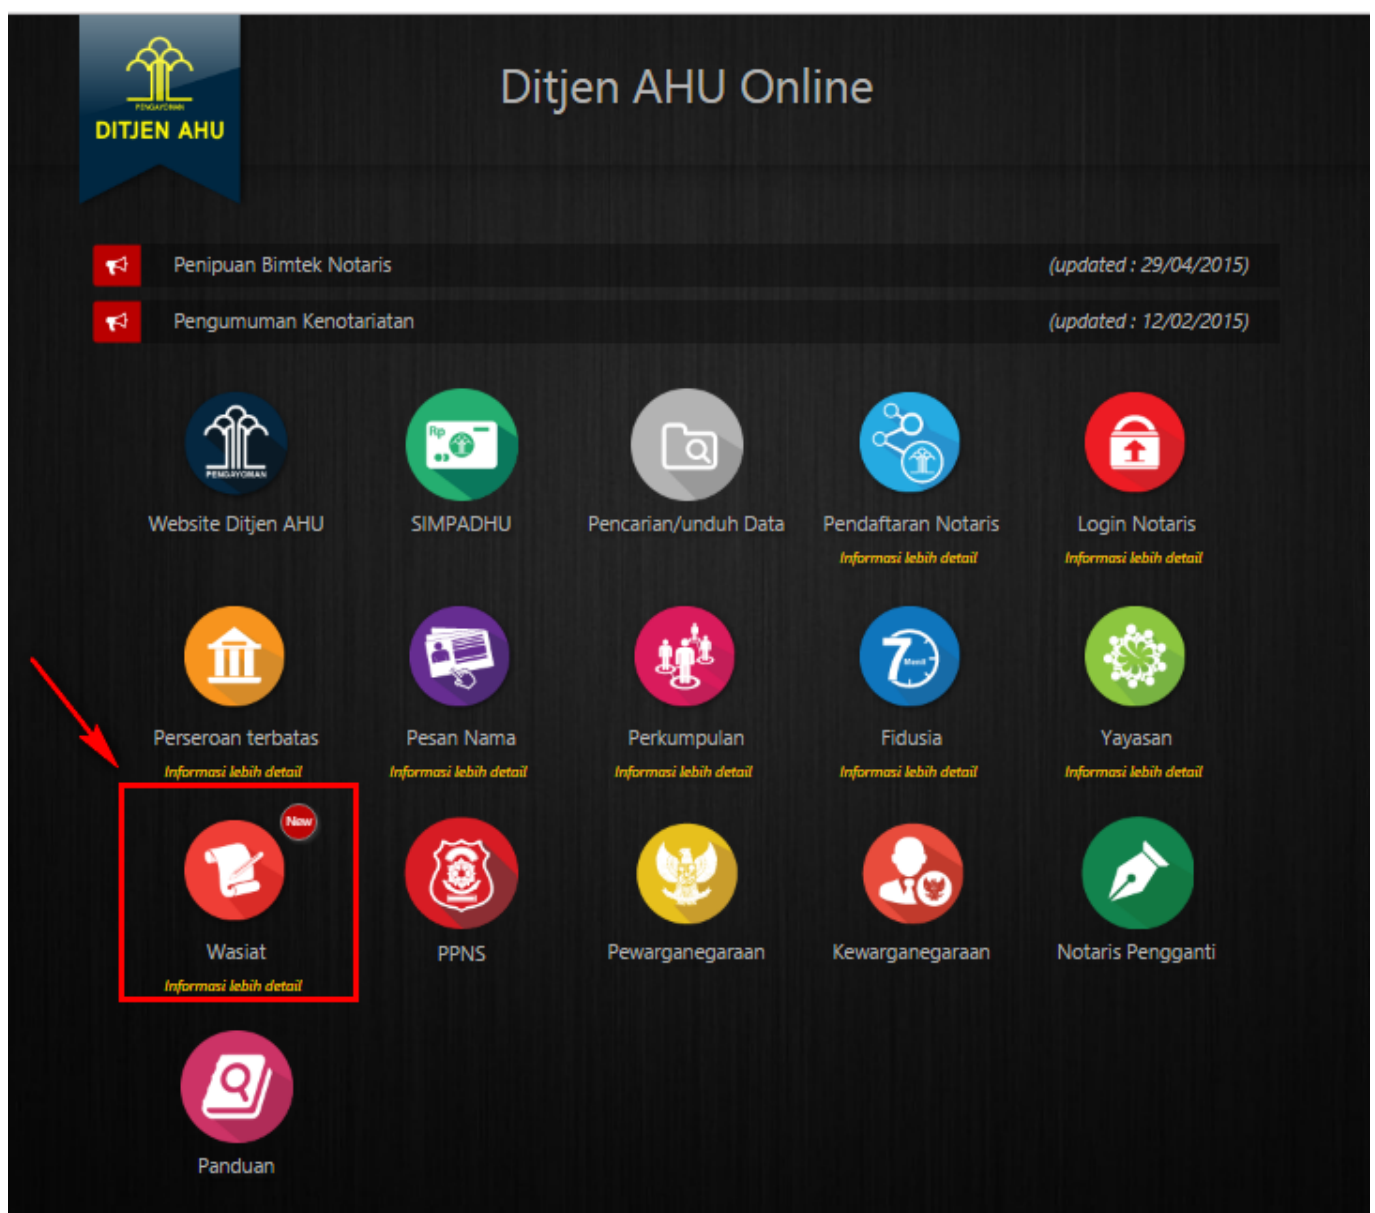 PENGAYOMAN
DITJEN AHU
Ditjen AHU Online
Penipuan Bimtek Notaris (updated : 29/04/2015)
Pengumuman Kenotariatan (updated : 12/02/2015)
PENGAYOMAN
Rp
Website Ditjen AHU SIMPADHU Pencarian/unduh Data Pendaftaran Notaris Login Notaris
Informasi lebih detail Informasi lebih detail
7 Menit
Perseroan terbatas Pesan Nama Perkumpulan Fidusia Yayasan
Informasi lebih detail Informasi lebih detail Informasi lebih detail Informasi lebih detail Informasi lebih detail
New
Wasiat PPNS Pewarganegaraan Kewarganegaraan Notaris Pengganti
Informasi lebih detail
Panduan